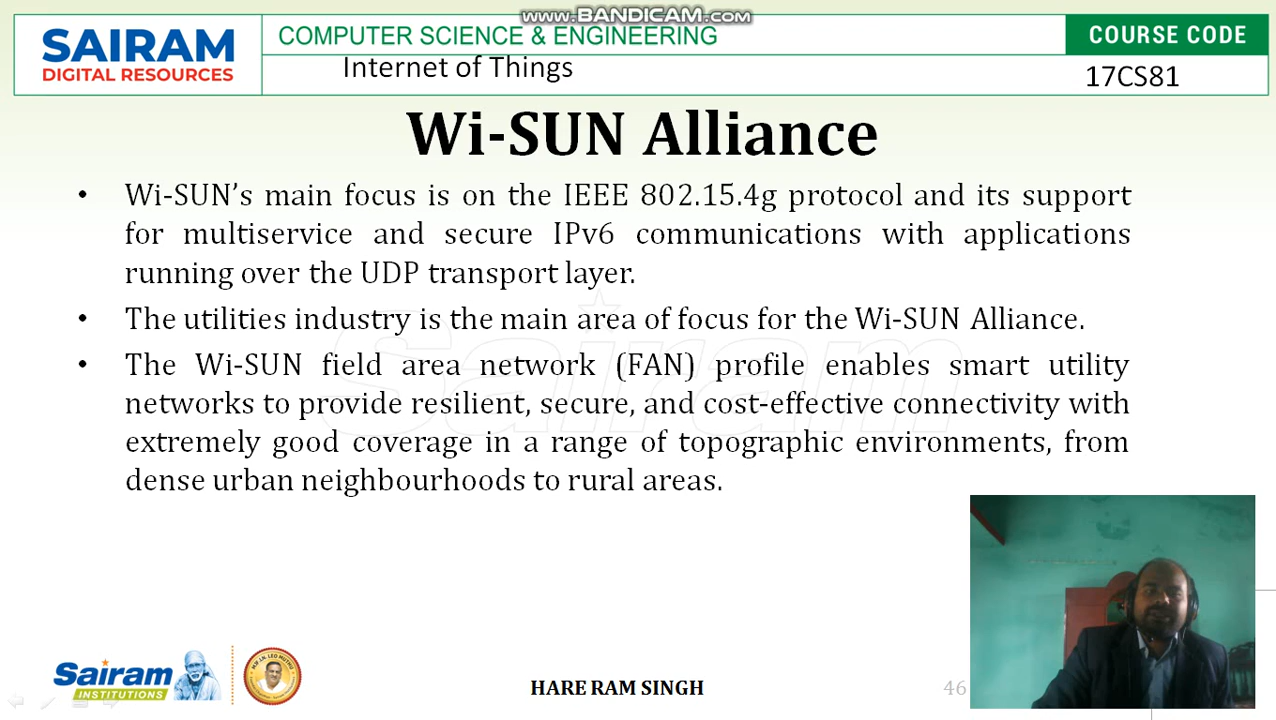 www.BANDICAM.com
SAIRAM
DIGITAL RESOURCES
COMPUTER SCIENCE & ENGINEERING
COURSE CODE
Internet of Things
17CS81
Wi-SUN Alliance
• Wi-SUN’s main focus is on the IEEE 802.15.4g protocol and its support
for multiservice and secure IPv6 communications with applications
running over the UDP transport layer.
• The utilities industry is the main area of focus for the Wi-SUN Alliance.
• The Wi-SUN field area network (FAN) profile enables smart utility
networks to provide resilient, secure, and cost-effective connectivity with
extremely good coverage in a range of topographic environments, from
dense urban neighbourhoods to rural areas.
Sairam
Sairam
INSTITUTIONS
HARE RAM SINGH
46